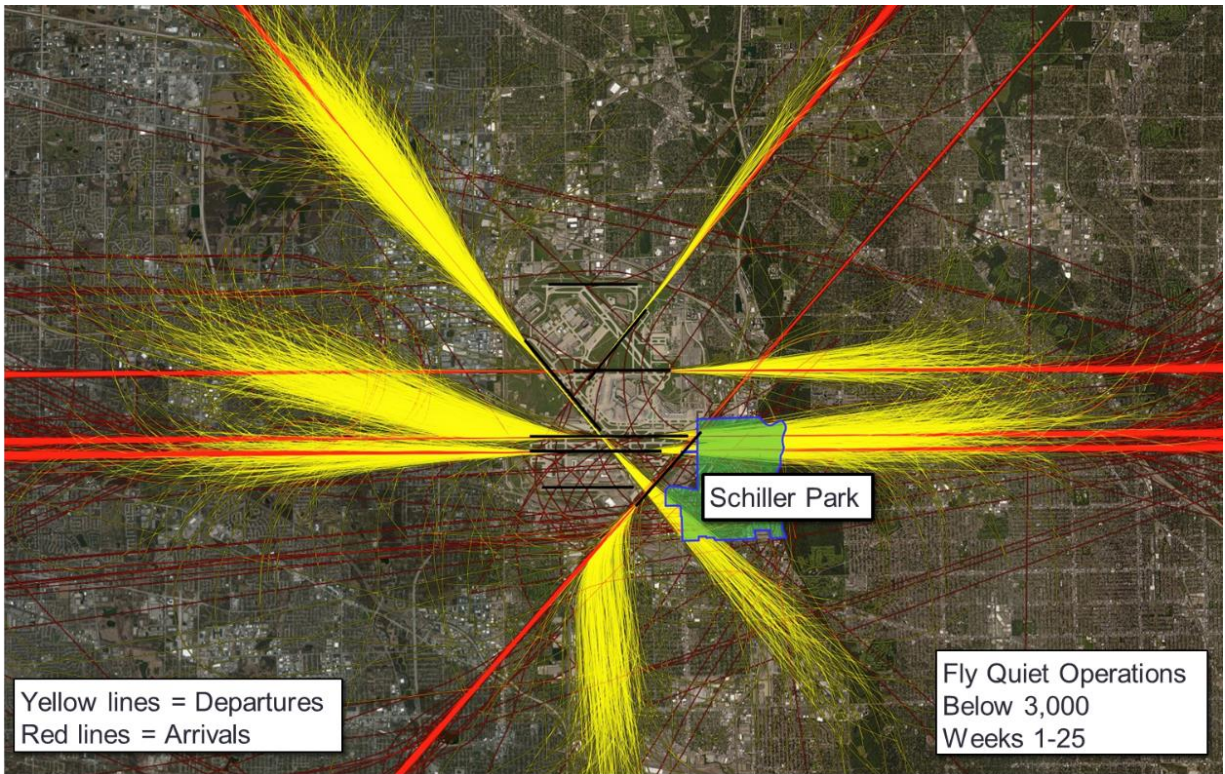 Schiller Park
Yellow lines = Departures
Red lines = Arrivals
Fly Quiet Operations
Below 3,000
Weeks 1-25